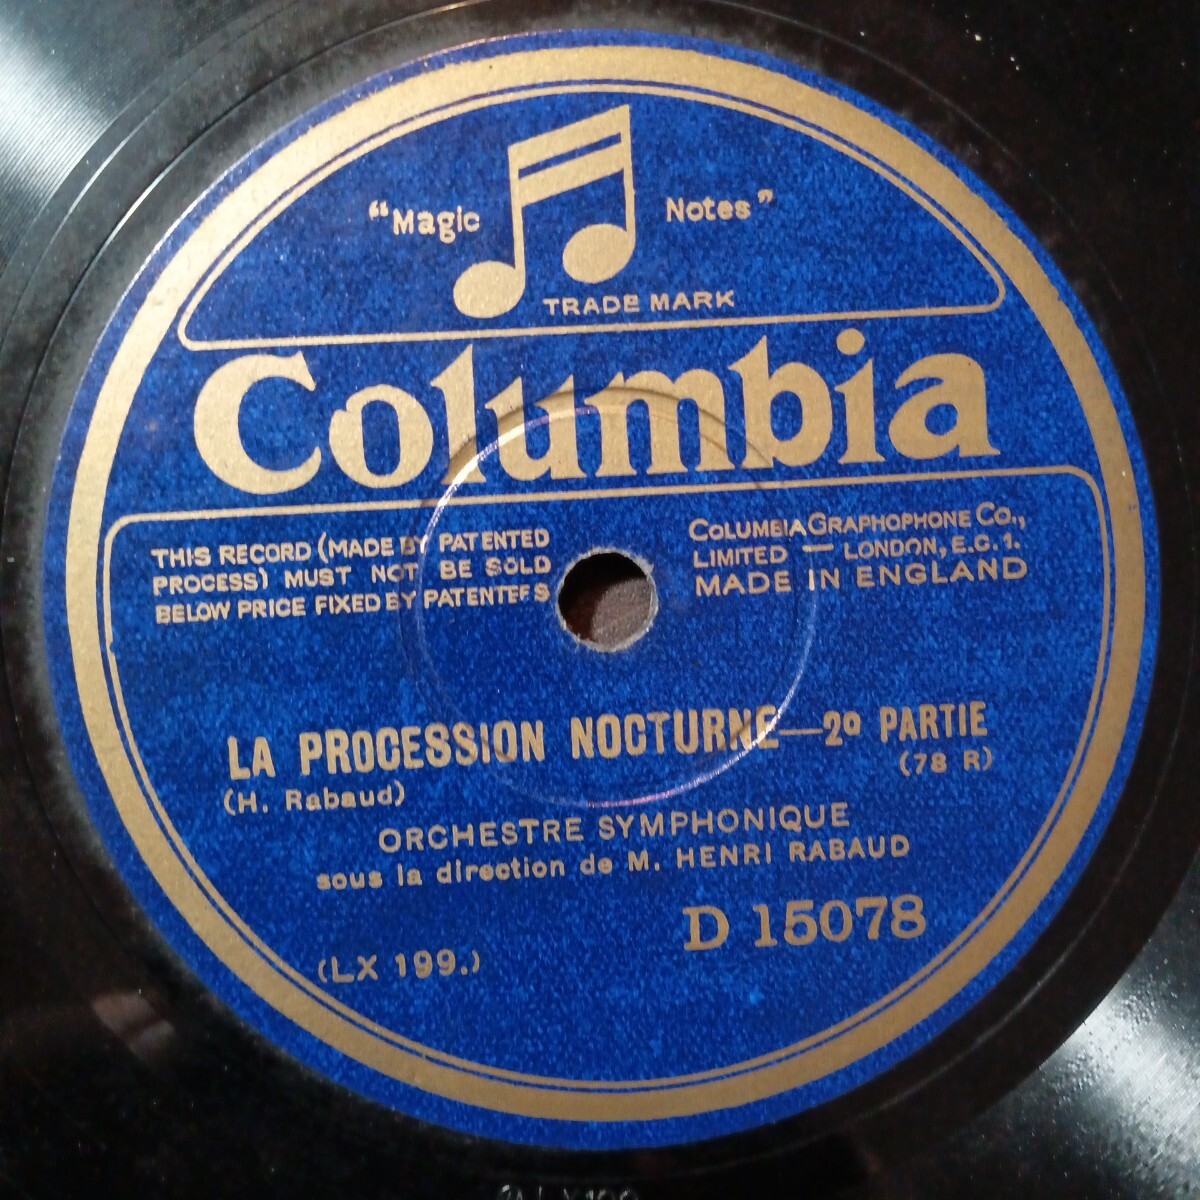 “Magic Notes”
TRADE MARK
Columbia
THIS RECORD (MADE BY PATENTED
PROCESS) MUST NOT BE SOLD
BELOW PRICE FIXED BY PATENTEES
COLUMBIA GRAPHOPHONE CO.,
LIMITED — LONDON, E.C.1.
MADE IN ENGLAND
LA PROCESSION NOCTURNE—2º PARTIE
(78 R)
(H. Rabaud)
ORCHESTRE SYMPHONIQUE
sous la direction de M. HENRI RABAUD
D 15078
(LX 199.)